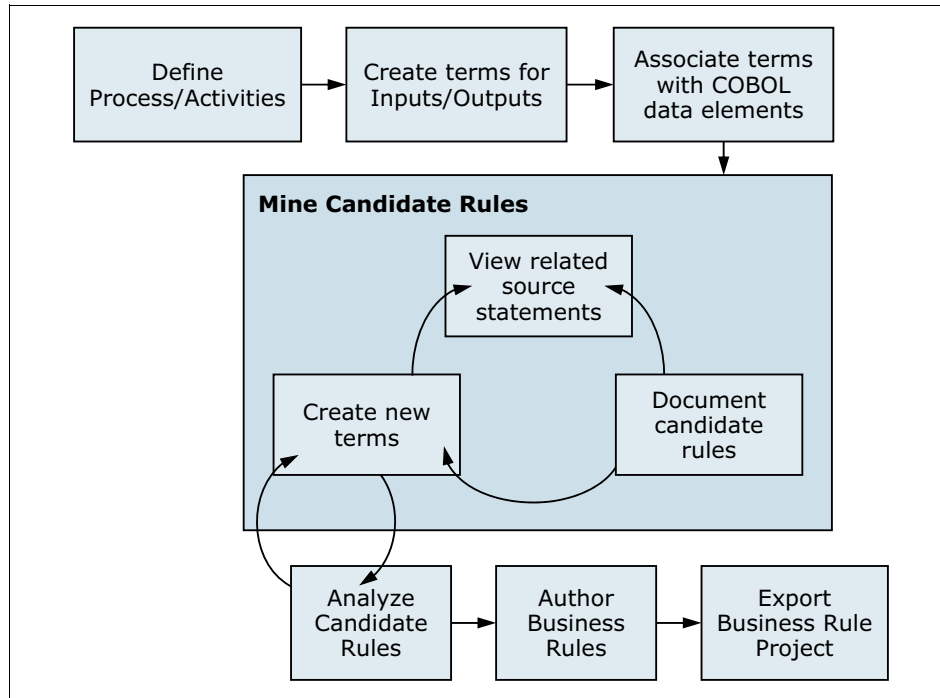 Define
Process/Activities
Create terms for
Inputs/Outputs
Associate terms
with COBOL
data elements
Mine Candidate Rules
View related
source
statements
Create new
terms
Document
candidate
rules
Analyze
Candidate
Rules
Author
Business
Rules
Export
Business Rule
Project